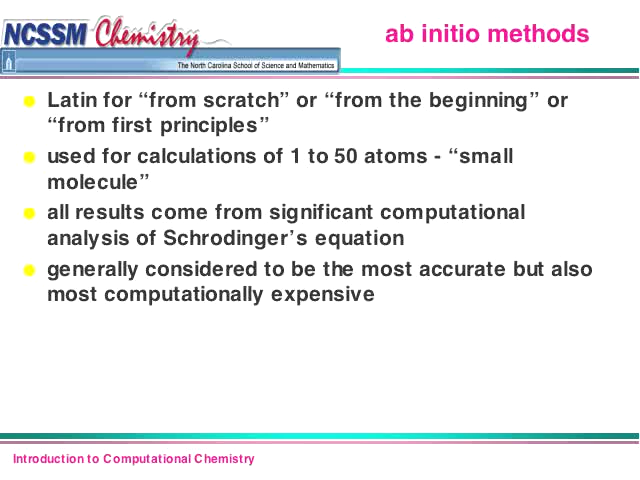 NCSSM Chemistry
The North Carolina School of Science and Mathematics
ab initio methods
Latin for “from scratch” or “from the beginning” or
“from first principles”
used for calculations of 1 to 50 atoms - “small
molecule”
all results come from significant computational
analysis of Schrodinger’s equation
generally considered to be the most accurate but also
most computationally expensive
Introduction to Computational Chemistry